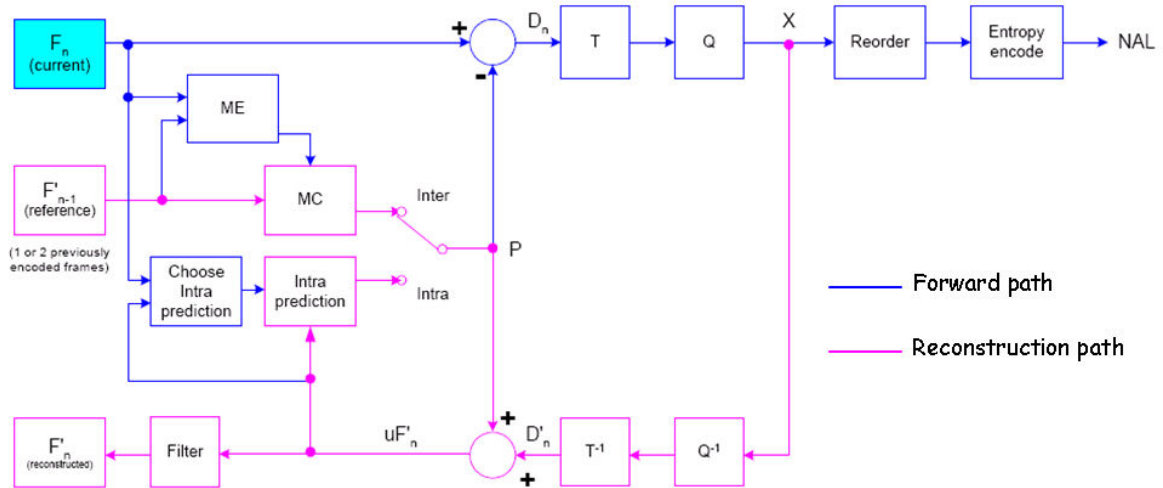 Fn
(current)
+
-
Dn
T
Q
X
Reorder
Entropy
encode
NAL
ME
F'n-1
(reference)
(1 or 2 previously
encoded frames)
MC
Inter
P
Choose
Intra
prediction
Intra
prediction
Intra
Forward path
Reconstruction path
F'n
(reconstructed)
Filter
uF'n
+
+
D'n
T-1
Q-1